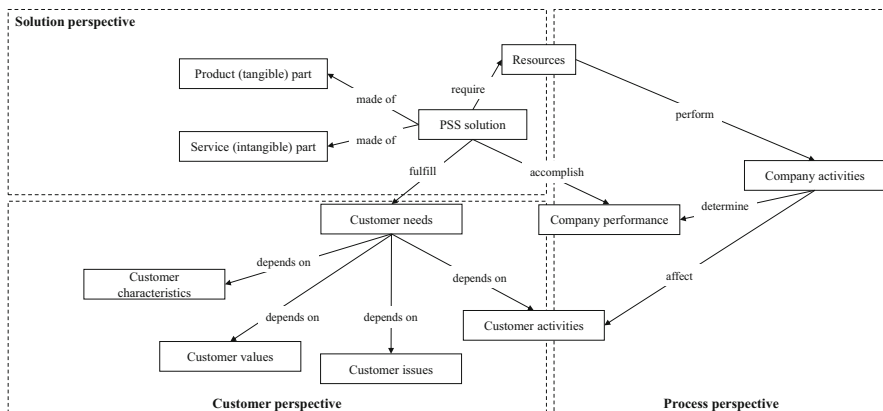 Solution perspective
Resources
Product (tangible) part
made of
require
PSS solution
perform
made of
Service (intangible) part
fulfill
accomplish
Company activities
Customer needs
Company performance
determine
depends on
depends on
Customer
characteristics
affect
depends on
depends on
Customer activities
Customer values
Customer issues
Customer perspective
Process perspective